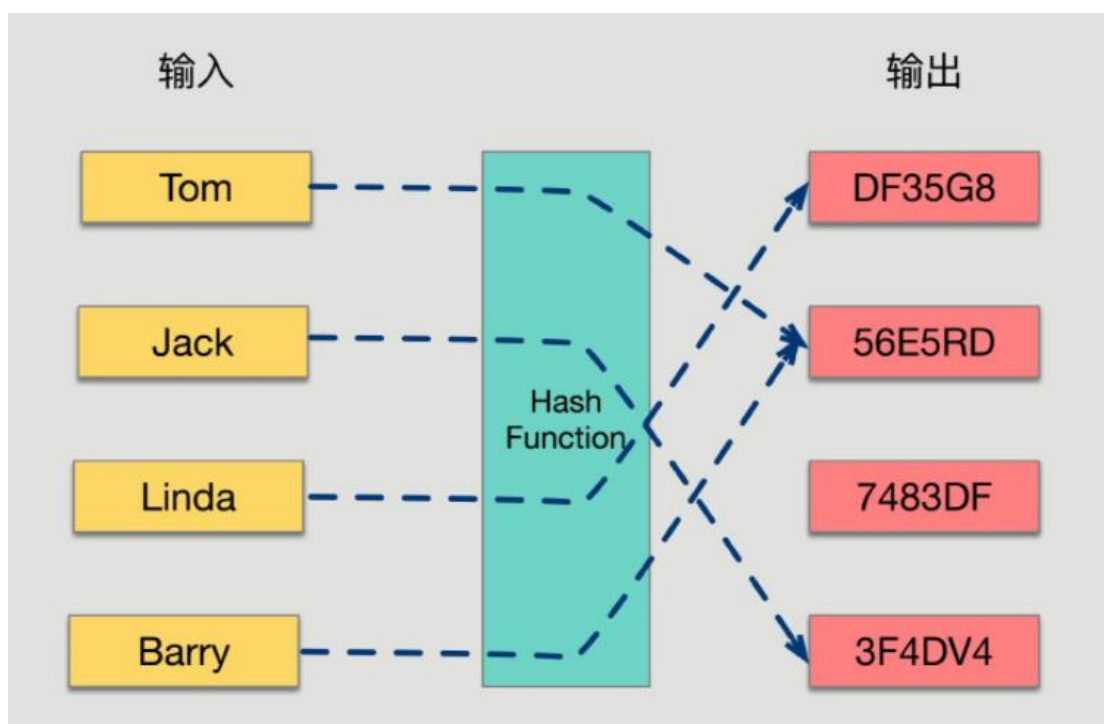 输入
输出
Tom
DF35G8
Jack
56E5RD
Hash
Function
Linda
7483DF
Barry
3F4DV4